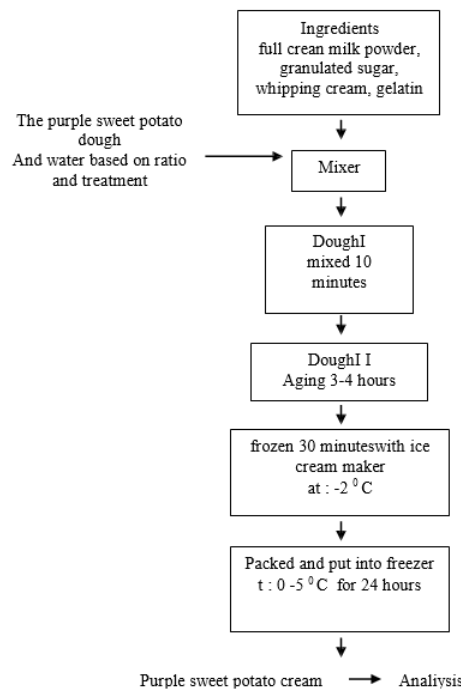 Ingredients
full crean milk powder,
granulated sugar,
whipping cream, gelatin
The purple sweet potato
dough
And water based on ratio
and treatment
Mixer
DoughI
mixed 10
minutes
DoughI I
Aging 3-4 hours
frozen 30 minuteswith ice
cream maker
at : -2 ⁰ C
Packed and put into freezer
t : 0 -5 ⁰ C for 24 hours
Purple sweet potato cream
Analiysis